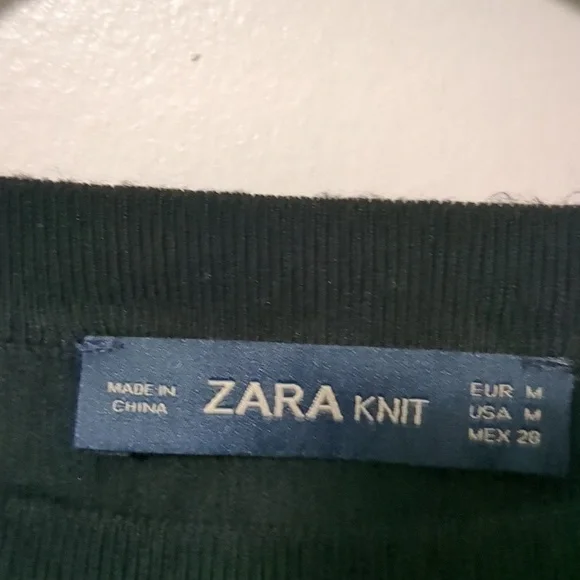 MADE IN
CHINA
ZARA KNIT
EUR M
USA M
MEX 28